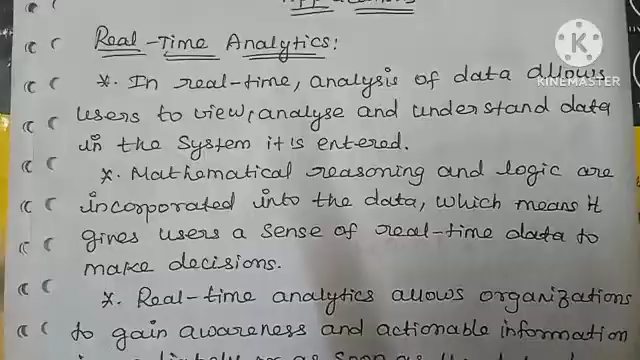 Applications
Real-Time Analytics:
*. In real-time, analysis of data allows
users to view, analyse and understand data
in the system it is entered.
*. Mathematical reasoning and logic are
incorporated into the data, which means it
gives users a sense of real-time data to
make decisions.
*. Real-time analytics allows organizations
to gain awareness and actionable information
K
KINEMASTER